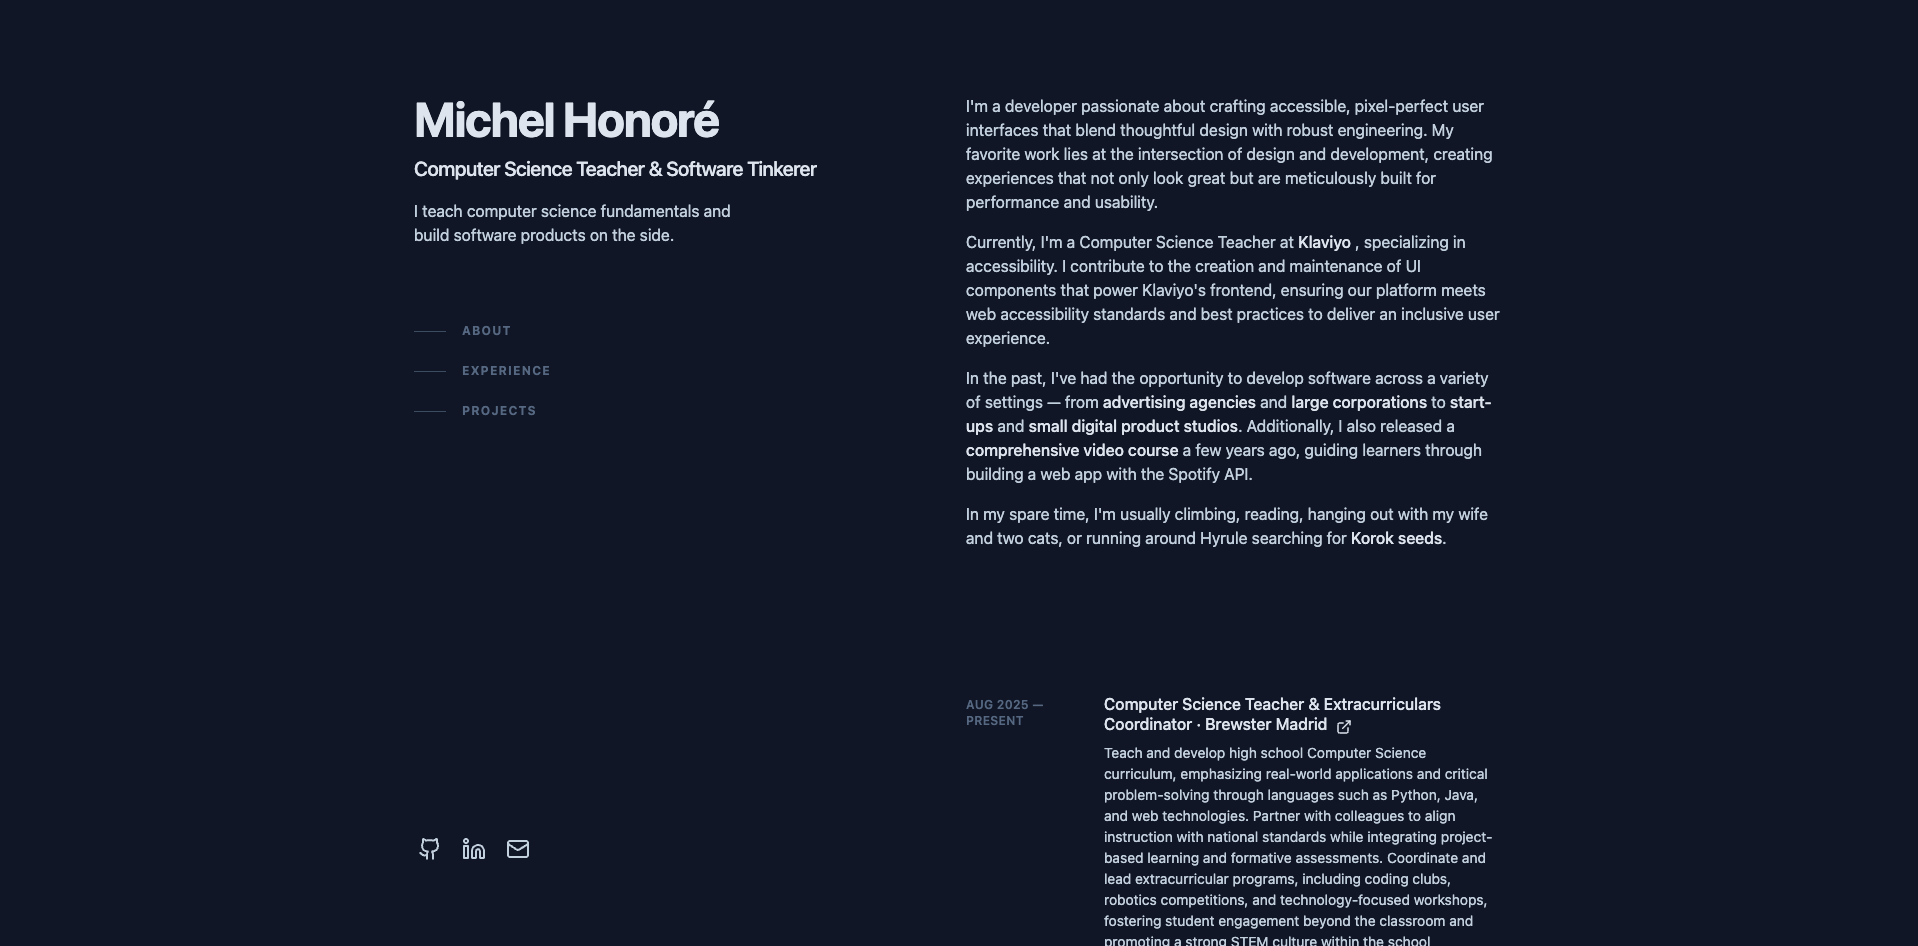 Michel Honoré
Computer Science Teacher & Software Tinkerer
I teach computer science fundamentals and
build software products on the side.
ABOUT
EXPERIENCE
PROJECTS
I'm a developer passionate about crafting accessible, pixel-perfect user
interfaces that blend thoughtful design with robust engineering. My
favorite work lies at the intersection of design and development, creating
experiences that not only look great but are meticulously built for
performance and usability.
Currently, I'm a Computer Science Teacher at Klaviyo , specializing in
accessibility. I contribute to the creation and maintenance of UI
components that power Klaviyo's frontend, ensuring our platform meets
web accessibility standards and best practices to deliver an inclusive user
experience.
In the past, I've had the opportunity to develop software across a variety
of settings — from advertising agencies and large corporations to start-
ups and small digital product studios. Additionally, I also released a
comprehensive video course a few years ago, guiding learners through
building a web app with the Spotify API.
In my spare time, I'm usually climbing, reading, hanging out with my wife
and two cats, or running around Hyrule searching for Korok seeds.
AUG 2025 —
PRESENT
Computer Science Teacher & Extracurriculars
Coordinator · Brewster Madrid
Teach and develop high school Computer Science
curriculum, emphasizing real-world applications and critical
problem-solving through languages such as Python, Java,
and web technologies. Partner with colleagues to align
instruction with national standards while integrating project-
based learning and formative assessments. Coordinate and
lead extracurricular programs, including coding clubs,
robotics competitions, and technology-focused workshops,
fostering student engagement beyond the classroom and
promoting a strong STEM culture within the school